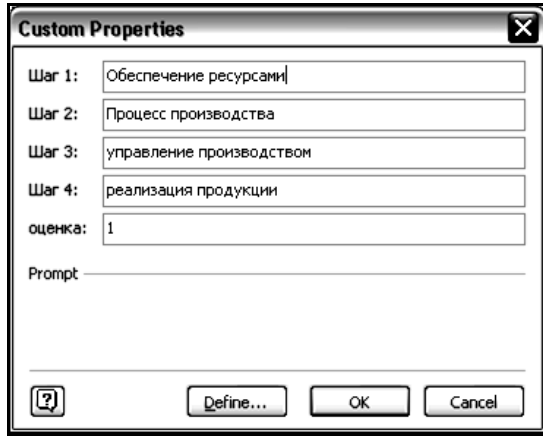 Custom Properties
Шаг 1: Обеспечение ресурсами
Шаг 2: Процесс производства
Шаг 3: управление производством
Шаг 4: реализация продукции
оценка: 1
Prompt
Define... OK Cancel